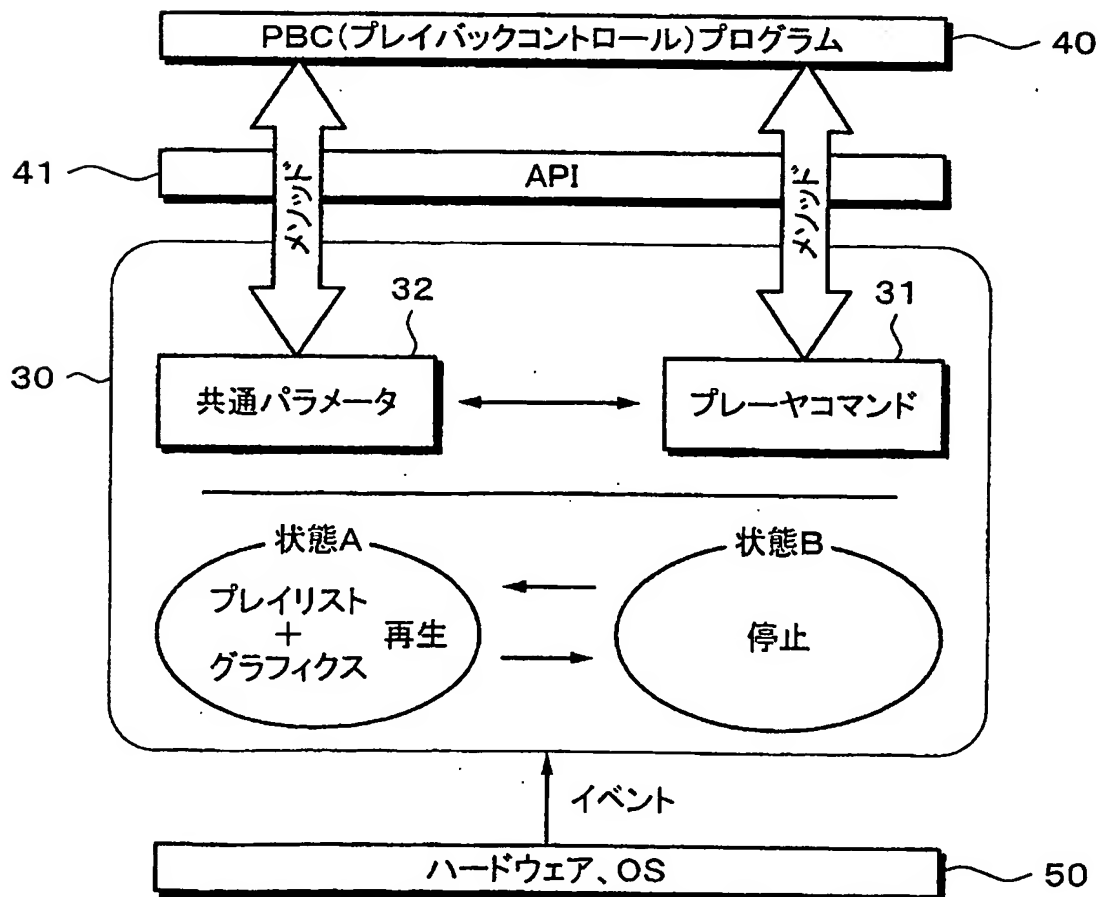 PBC(プレイバックコントロール)プログラム
40
41
API
メソッド
メソッド
32
31
30
共通パラメータ
プレーヤコマンド
状態A
状態B
プレイリスト
+
グラフィクス
再生
停止
イベント
ハードウェア、OS
50